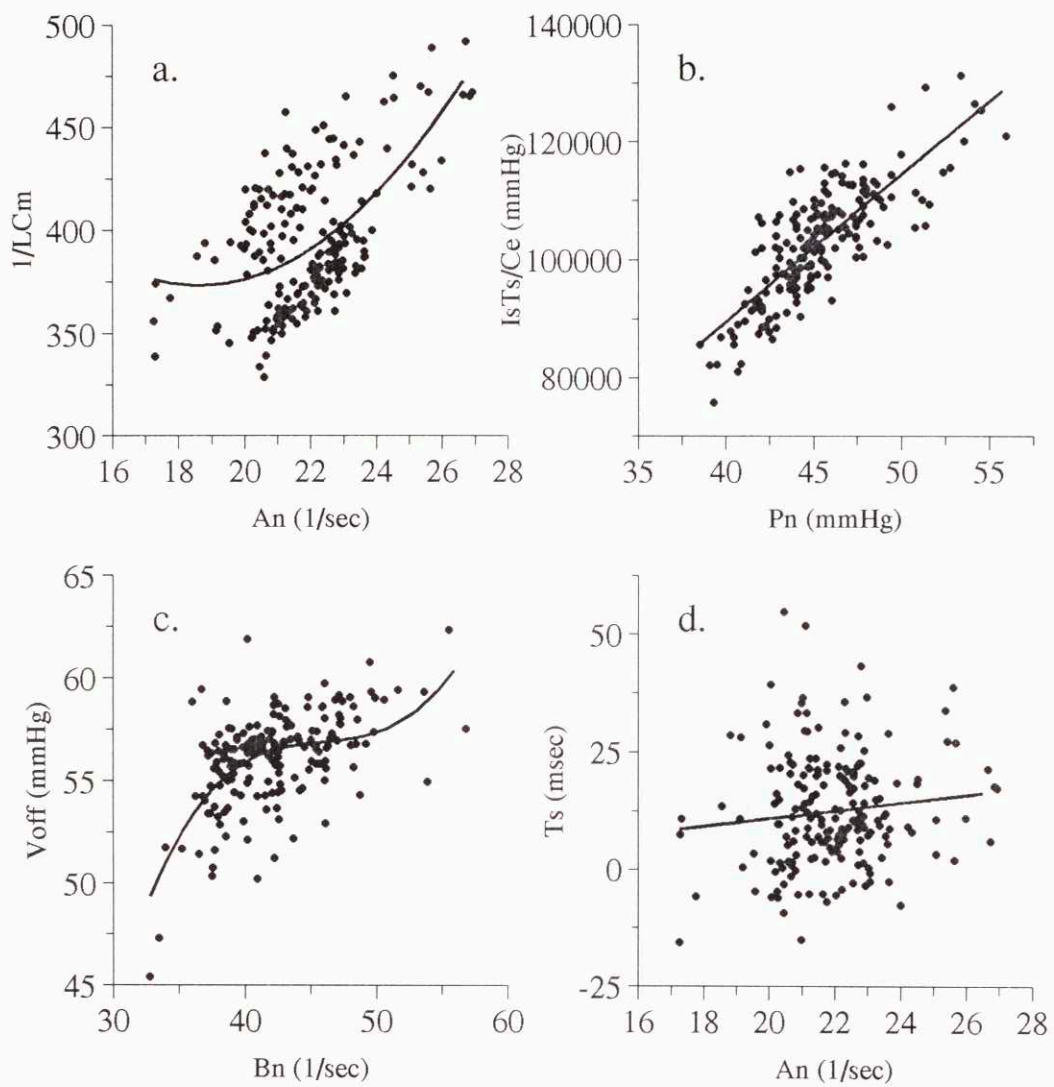 a.
500
450
400
350
300
1/LCm
16 18 20 22 24 26 28
An (1/sec)
b.
140000
120000
100000
80000
IsTs/Ce (mmHg)
35 40 45 50 55
Pn (mmHg)
c.
65
60
55
50
45
Voff (mmHg)
30 40 50 60
Bn (1/sec)
d.
50
25
0
-25
Ts (msec)
16 18 20 22 24 26 28
An (1/sec)